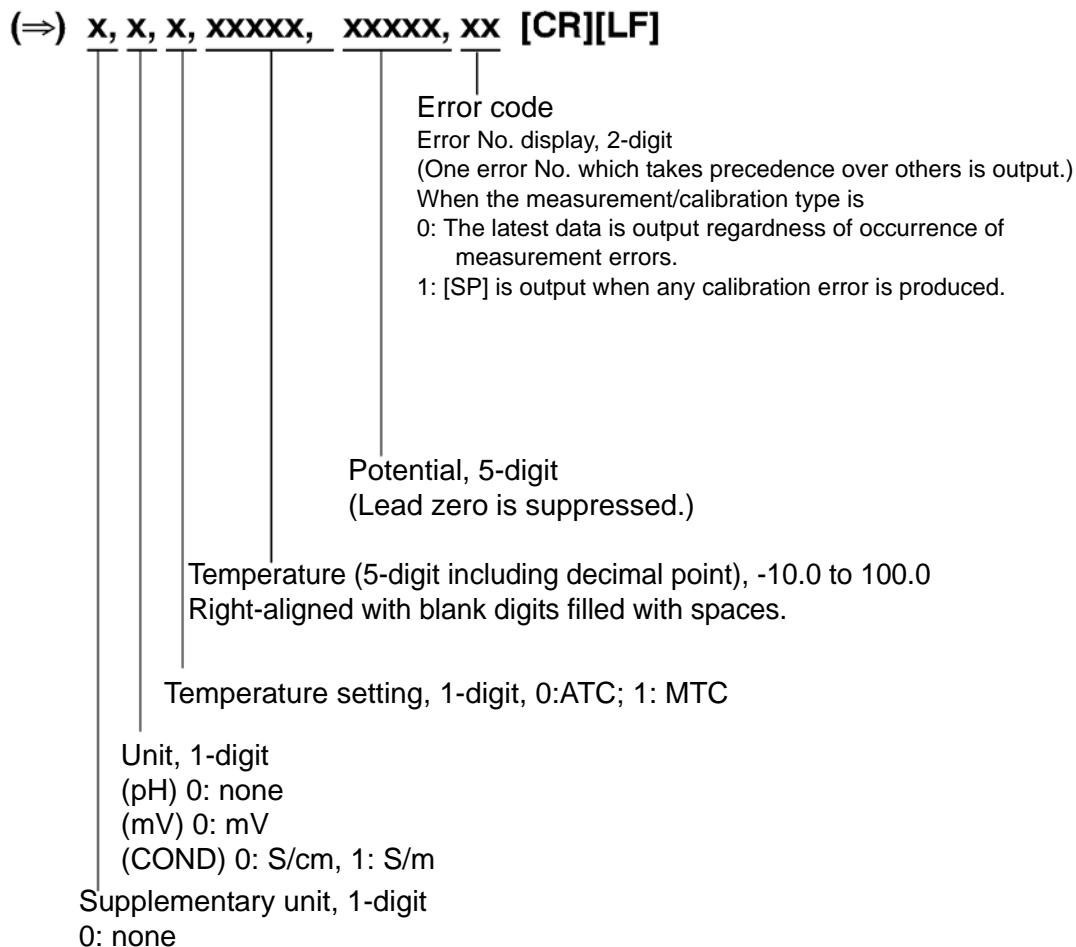 (⇒) x, x, x, xxxxx, xxxxx, xx [CR][LF]
Error code
Error No. display, 2-digit
(One error No. which takes precedence over others is output.)
When the measurement/calibration type is
0: The latest data is output regardness of occurrence of
measurement errors.
1: [SP] is output when any calibration error is produced.
Potential, 5-digit
(Lead zero is suppressed.)
Temperature (5-digit including decimal point), -10.0 to 100.0
Right-aligned with blank digits filled with spaces.
Temperature setting, 1-digit, 0:ATC; 1: MTC
Unit, 1-digit
(pH) 0: none
(mV) 0: mV
(COND) 0: S/cm, 1: S/m
Supplementary unit, 1-digit
0: none